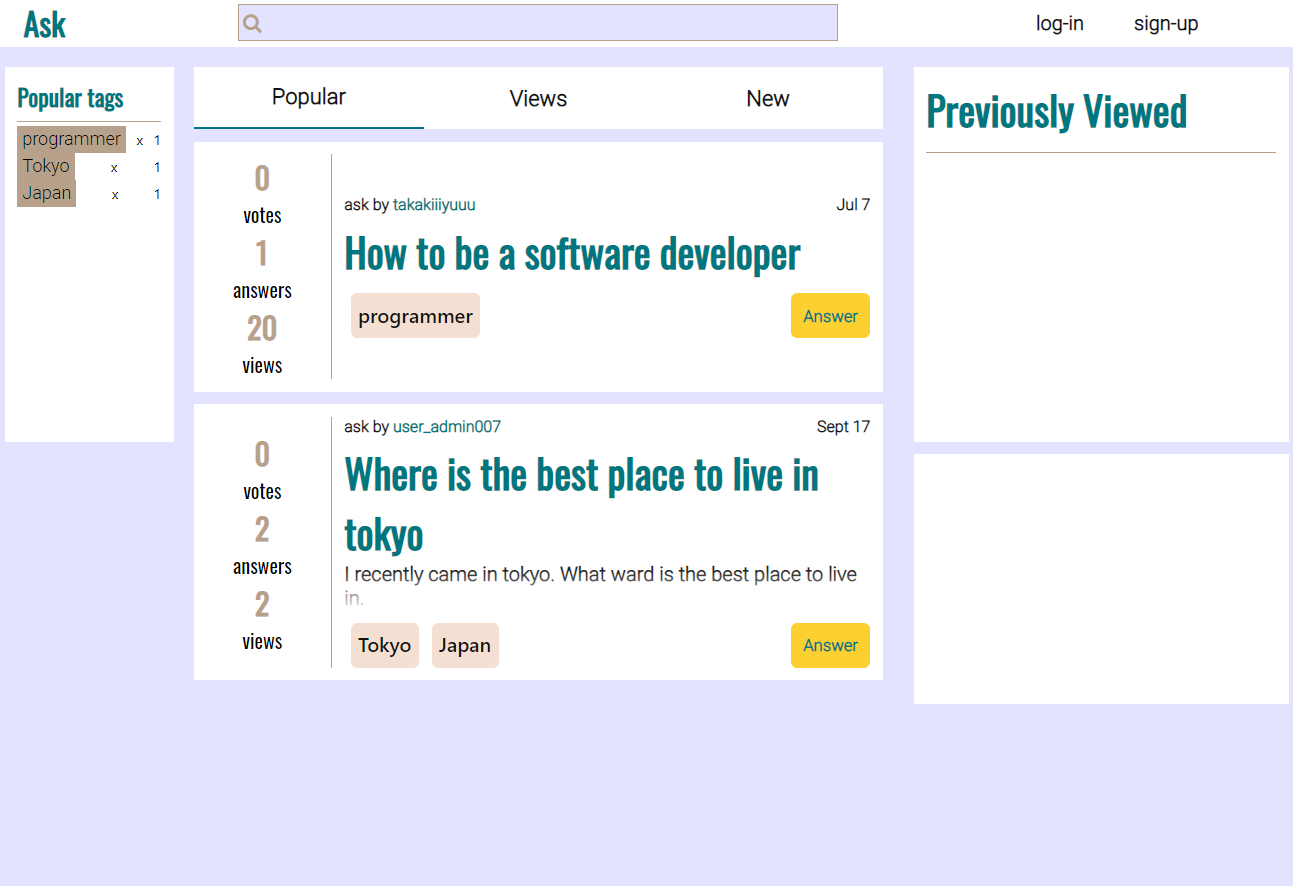 Ask
log-in sign-up
Popular tags
programmer x 1
Tokyo x 1
Japan x 1
Popular Views New
0
votes
1
answers
20
views
ask by takakiiiyuuu Jul 7
How to be a software developer
programmer Answer
0
votes
2
answers
2
views
ask by user_admin007 Sept 17
Where is the best place to live in
tokyo
I recently came in tokyo. What ward is the best place to live
in.
Tokyo Japan Answer
Previously Viewed